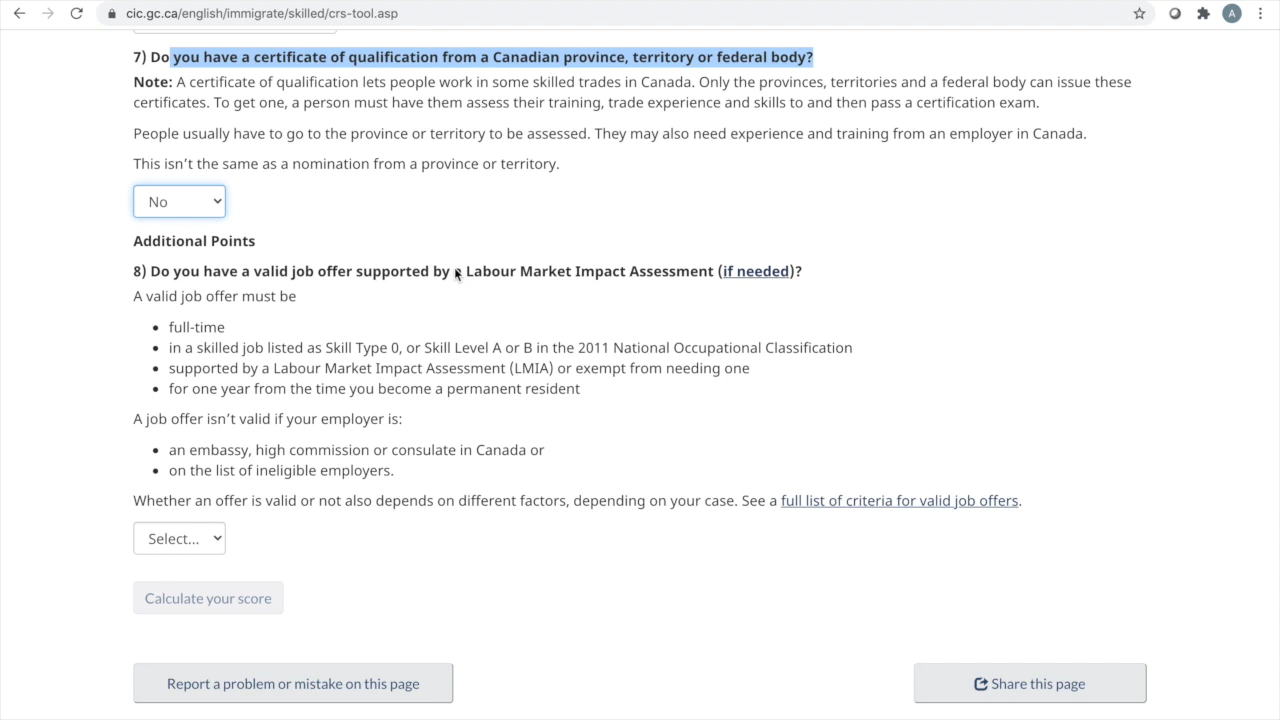 cic.gc.ca/english/immigrate/skilled/crs-tool.asp
A
7) Do you have a certificate of qualification from a Canadian province, territory or federal body?
Note: A certificate of qualification lets people work in some skilled trades in Canada. Only the provinces, territories and a federal body can issue these
certificates. To get one, a person must have them assess their training, trade experience and skills to and then pass a certification exam.
People usually have to go to the province or territory to be assessed. They may also need experience and training from an employer in Canada.
This isn't the same as a nomination from a province or territory.
No
Additional Points
8) Do you have a valid job offer supported by a Labour Market Impact Assessment (if needed)?
A valid job offer must be
• full-time
• in a skilled job listed as Skill Type 0, or Skill Level A or B in the 2011 National Occupational Classification
• supported by a Labour Market Impact Assessment (LMIA) or exempt from needing one
• for one year from the time you become a permanent resident
A job offer isn't valid if your employer is:
• an embassy, high commission or consulate in Canada or
• on the list of ineligible employers.
Whether an offer is valid or not also depends on different factors, depending on your case. See a full list of criteria for valid job offers.
Select...
Calculate your score
Report a problem or mistake on this page
Share this page